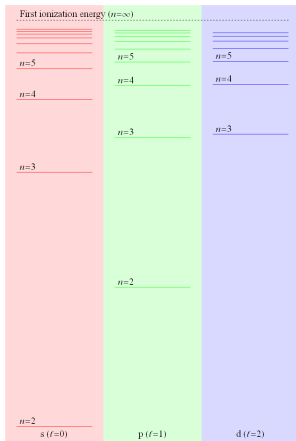 First ionization energy (n=∞)
n=5
n=4
n=3
n=2
s (ℓ=0)
n=5
n=4
n=3
n=2
p (ℓ=1)
n=5
n=4
n=3
d (ℓ=2)